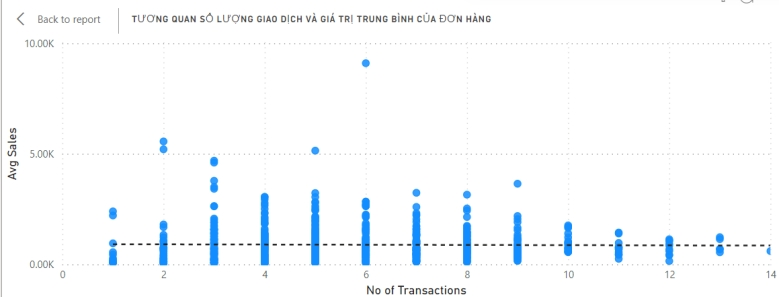 Back to report
TƯƠNG QUAN SỐ LƯỢNG GIAO DỊCH VÀ GIÁ TRỊ TRUNG BÌNH CỦA ĐƠN HÀNG
10.00K
5.00K
0.00K
Avg Sales
0 2 4 6 8 10 12 14
No of Transactions